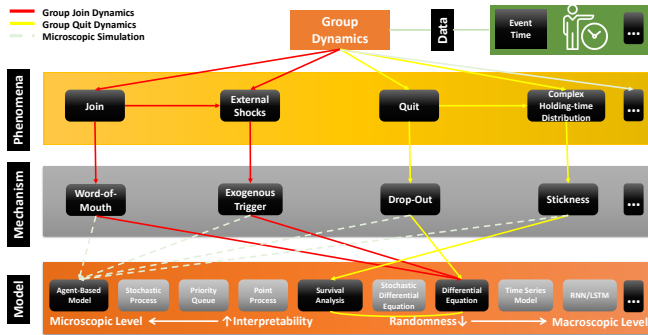 Group Join Dynamics
Group Quit Dynamics
Microscopic Simulation
Group
Dynamics
Data
Event
Time
...
Phenomena
Join
External
Shocks
Quit
Complex
Holding-time
Distribution
...
Mechanism
Word-of-
Mouth
Exogenous
Trigger
Drop-Out
Stickness
...
Model
Agent-Based
Model
Stochastic
Process
Priority
Queue
Point
Process
Survival
Analysis
Stochastic
Differential
Equation
Differential
Equation
Time Series
Model
RNN/LSTM
...
Microscopic Level ← ↑Interpretability Randomness↓ → Macroscopic Level